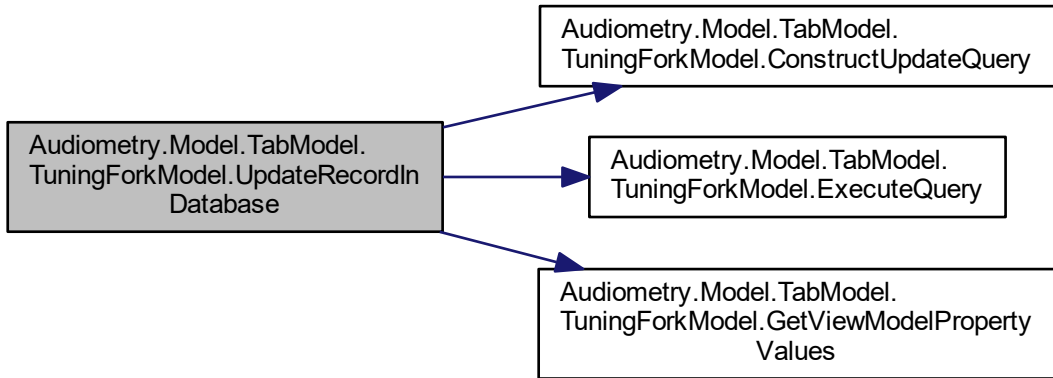 Audiometry.Model.TabModel.
TuningForkModel.UpdateRecordIn
Database
Audiometry.Model.TabModel.
TuningForkModel.ConstructUpdateQuery
Audiometry.Model.TabModel.
TuningForkModel.ExecuteQuery
Audiometry.Model.TabModel.
TuningForkModel.GetViewModelProperty
Values